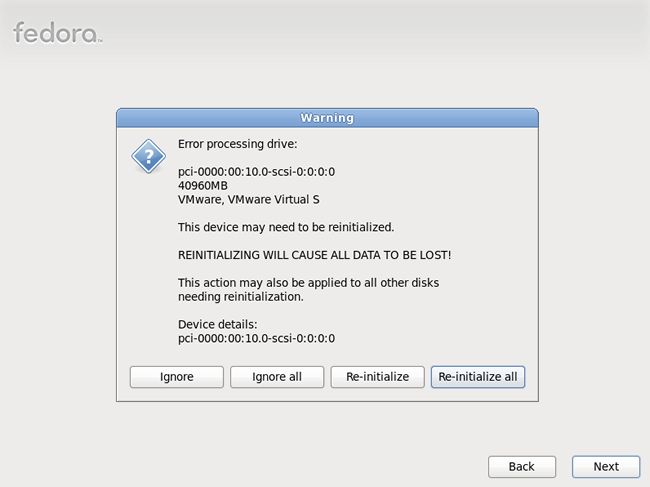 fedora™
Warning
Error processing drive:
pci-0000:00:10.0-scsi-0:0:0:0
40960MB
VMware, VMware Virtual S
This device may need to be reinitialized.
REINITIALIZING WILL CAUSE ALL DATA TO BE LOST!
This action may also be applied to all other disks
needing reinitialization.
Device details:
pci-0000:00:10.0-scsi-0:0:0:0
Ignore
Ignore all
Re-initialize
Re-initialize all
Back
Next